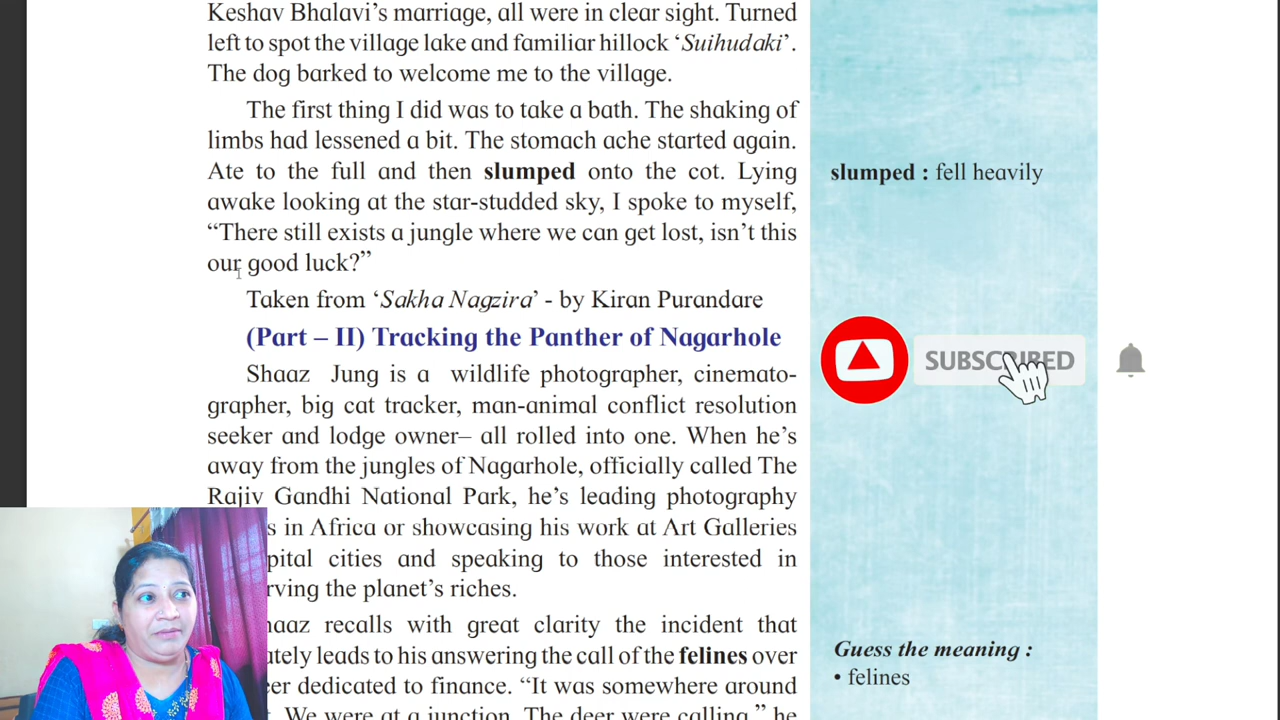 Keshav Bhalavi’s marriage, all were in clear sight. Turned
left to spot the village lake and familiar hillock ‘Suihudaki’.
The dog barked to welcome me to the village.
The first thing I did was to take a bath. The shaking of
limbs had lessened a bit. The stomach ache started again.
Ate to the full and then slumped onto the cot. Lying
awake looking at the star-studded sky, I spoke to myself,
“There still exists a jungle where we can get lost, isn’t this
our good luck?”
Taken from ‘Sakha Nagzira’ - by Kiran Purandare
(Part – II) Tracking the Panther of Nagarhole
Shaaz Jung is a wildlife photographer, cinemato-
grapher, big cat tracker, man-animal conflict resolution
seeker and lodge owner– all rolled into one. When he’s
away from the jungles of Nagarhole, officially called The
Rajiv Gandhi National Park, he’s leading photography
in Africa or showcasing his work at Art Galleries
cities and speaking to those interested in
the planet’s riches.
recalls with great clarity the incident that
leads to his answering the call of the felines over
dedicated to finance. “It was somewhere around
We were at a junction. The deer were calling,” he
slumped : fell heavily
SUBSCRIBED
Guess the meaning :
• felines